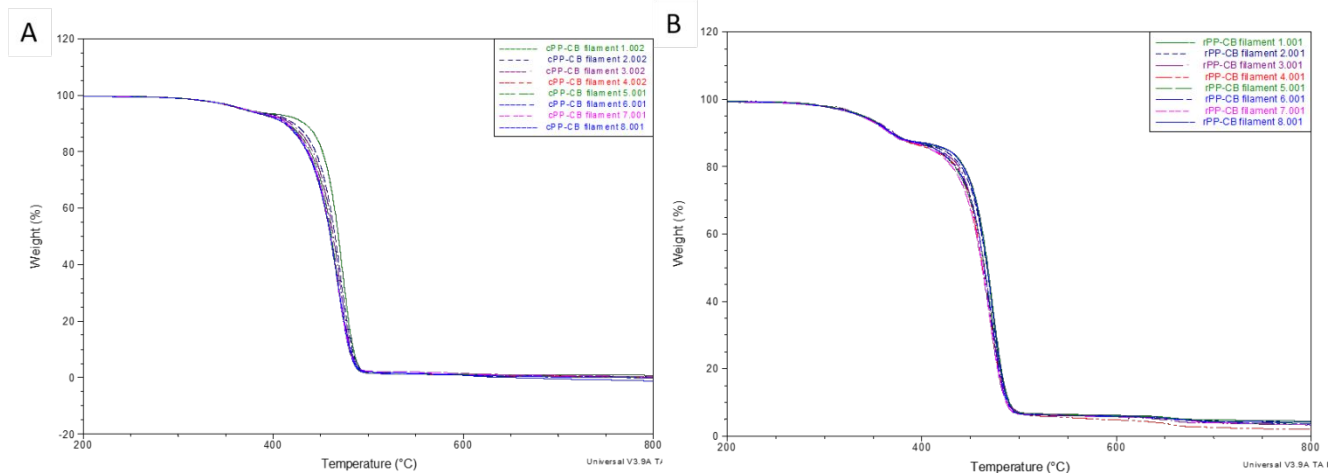 A
120
100
80
60
40
20
0
-20
Weight (%)
200
400
600
800
Temperature (°C)
Universal V3.9A TA
cPP-CB filament 1.002
cPP-CB filament 2.002
cPP-CB filament 3.002
cPP-CB filament 4.002
cPP-CB filament 5.001
cPP-CB filament 6.001
cPP-CB filament 7.001
cPP-CB filament 8.001
B
120
100
80
60
40
20
0
Weight (%)
200
400
600
800
Temperature (°C)
Universal V3.9A TA
rPP-CB filament 1.001
rPP-CB filament 2.001
rPP-CB filament 3.001
rPP-CB filament 4.001
rPP-CB filament 5.001
rPP-CB filament 6.001
rPP-CB filament 7.001
rPP-CB filament 8.001